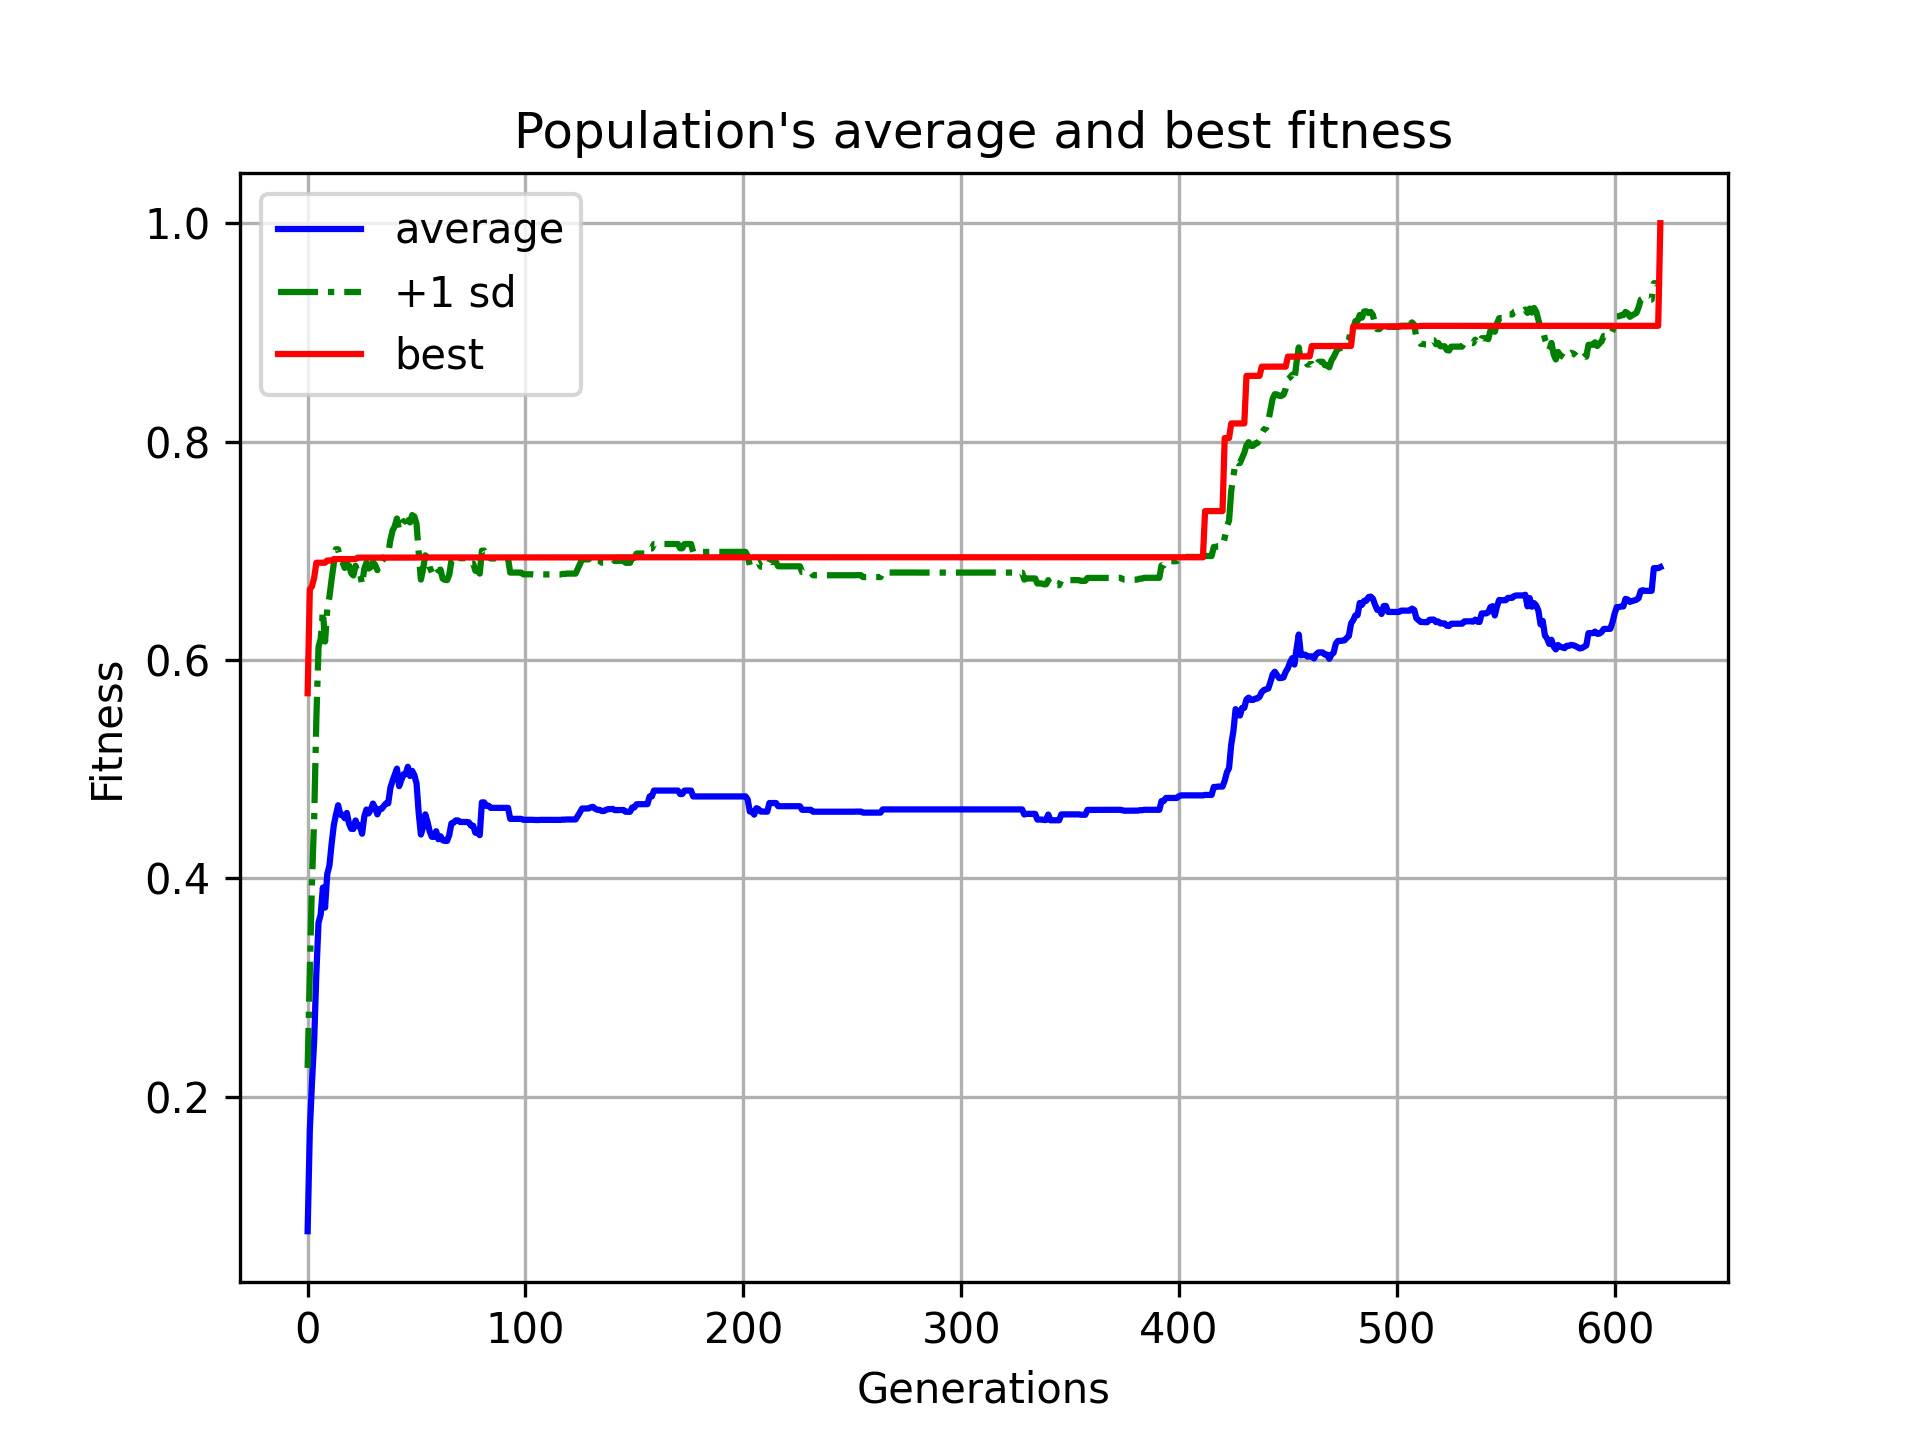 Population's average and best fitness
average
+1 sd
best
1.0
0.8
0.6
0.4
0.2
Fitness
0 100 200 300 400 500 600
Generations